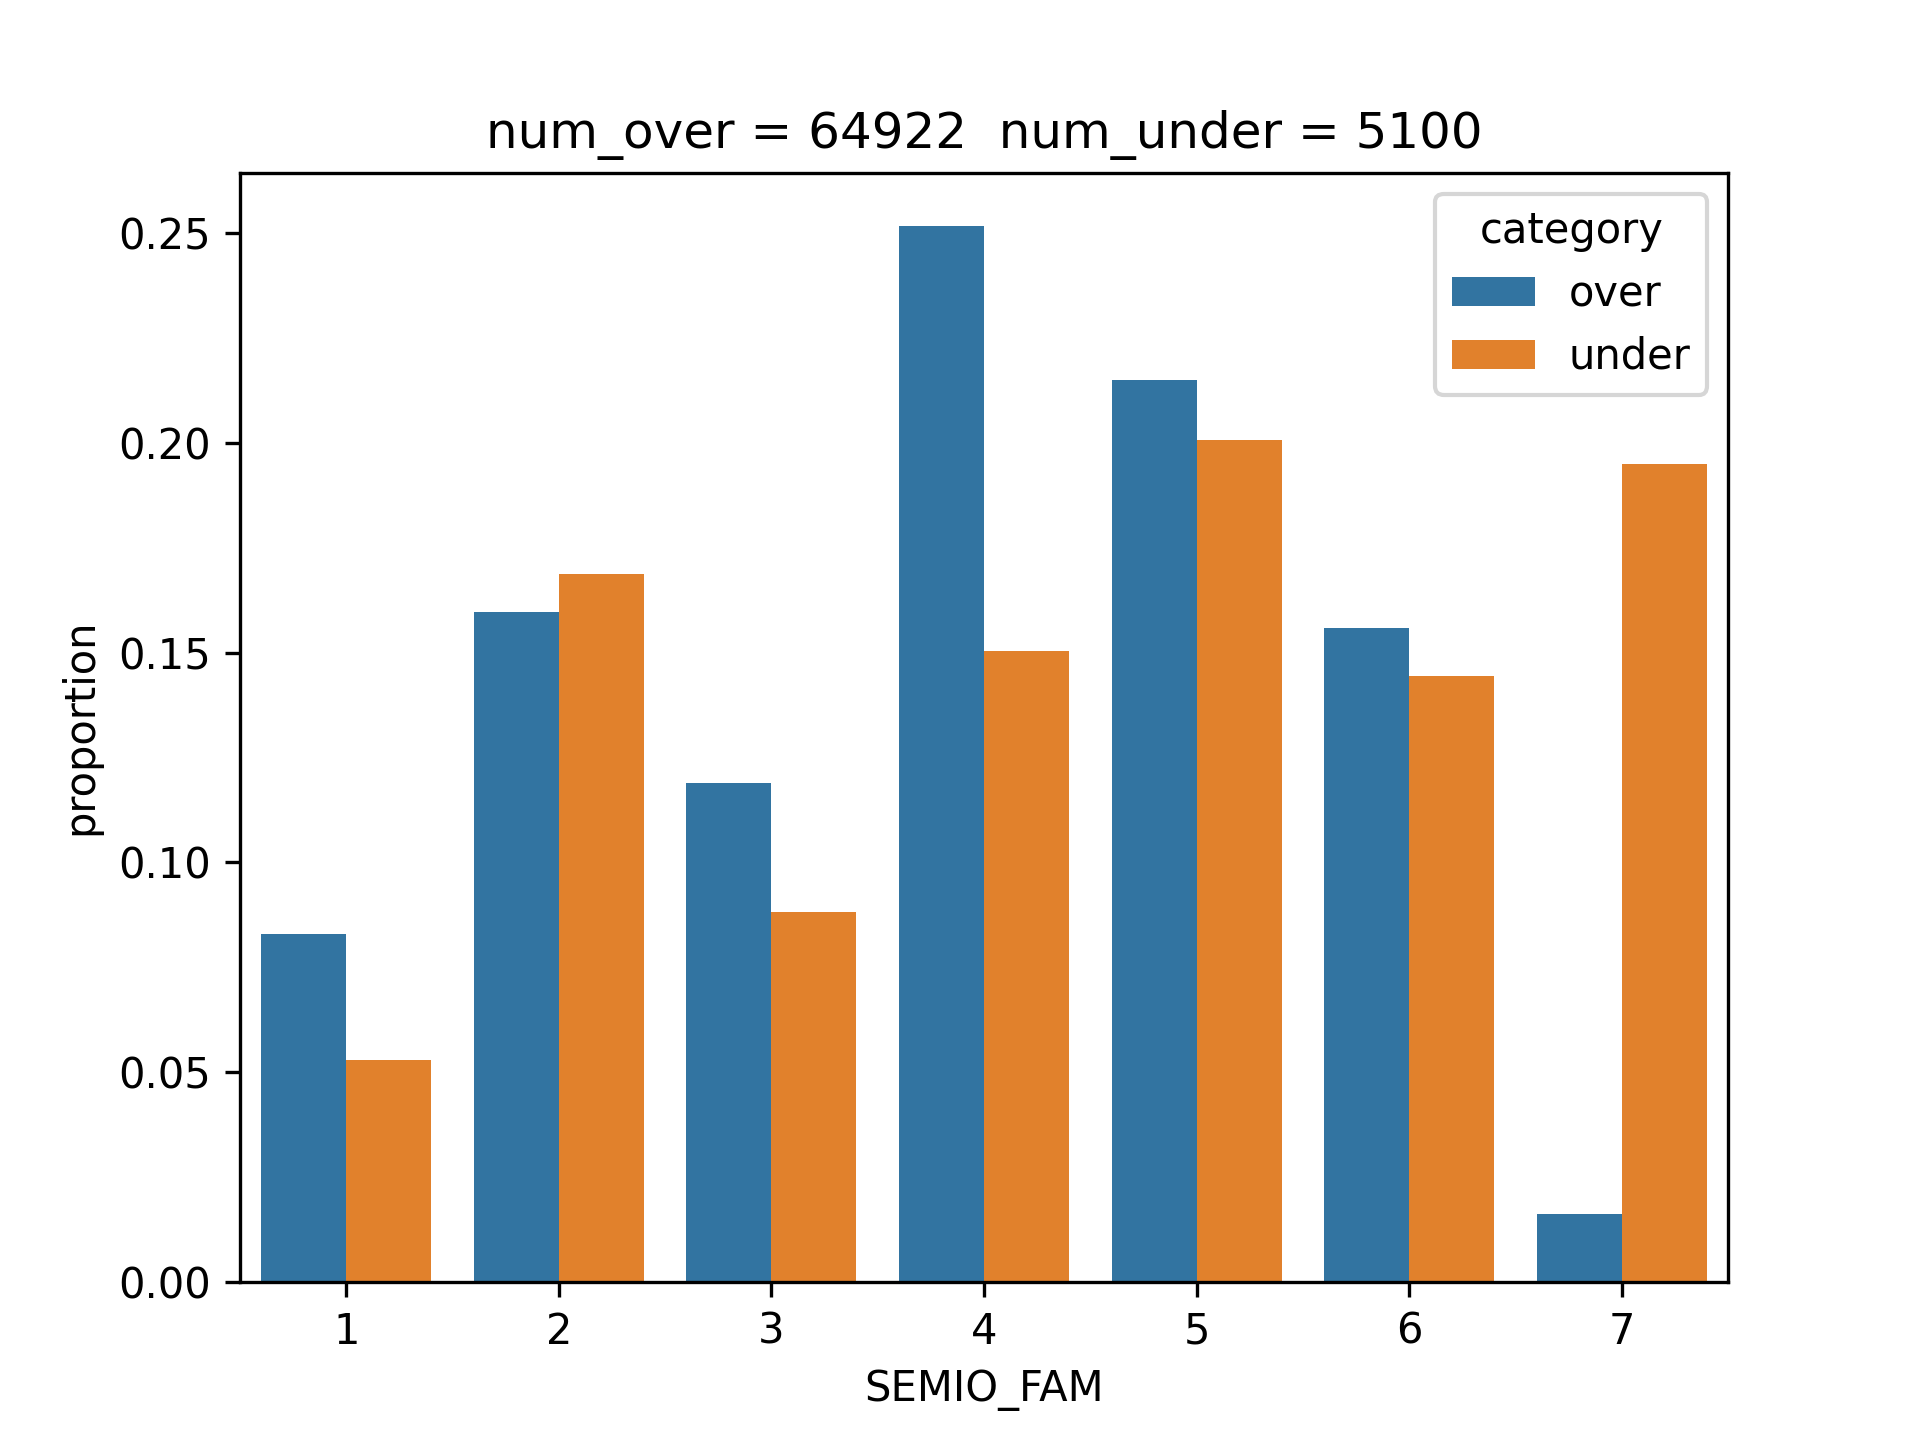 num_over = 64922  num_under = 5100
category
over
under
0.25
0.20
0.15
0.10
0.05
0.00
proportion
1 2 3 4 5 6 7
SEMIO_FAM